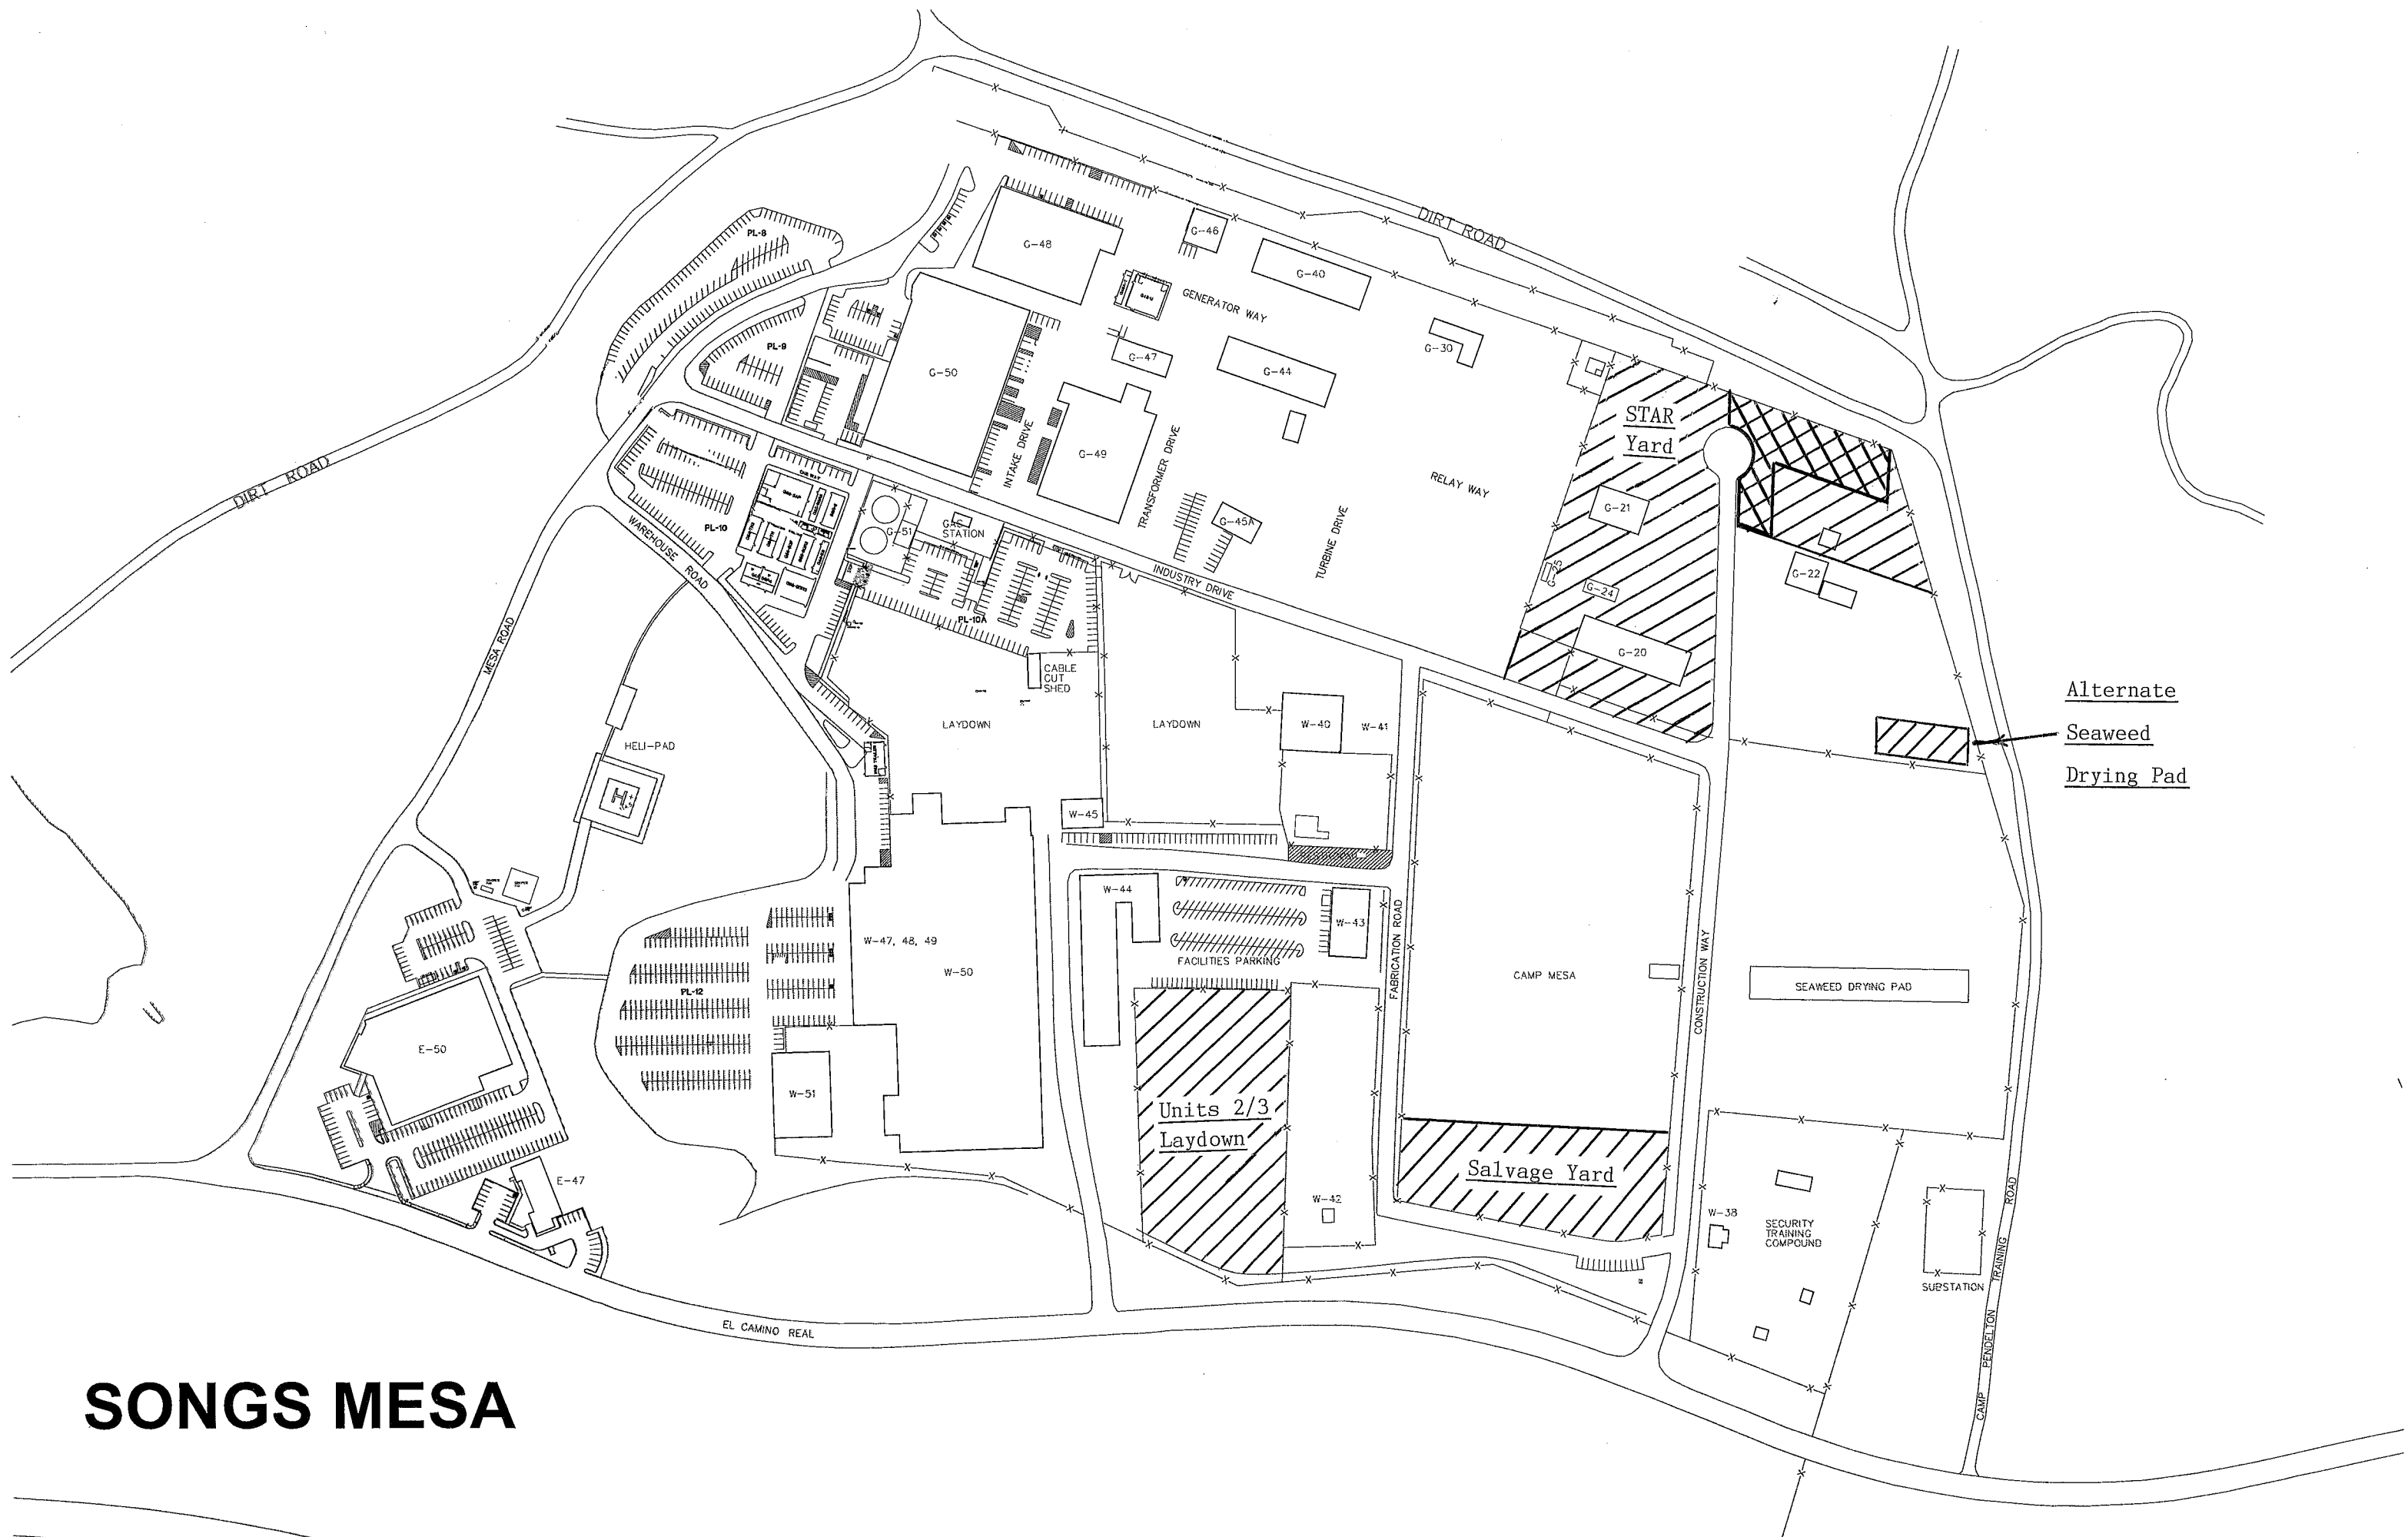 DIRT ROAD
PL-8
G-48
G-46
G-40
GENERATOR WAY
PL-9
G-50
G-47
G-44
G-30
STAR
Yard
INTAKE DRIVE
G-49
TRANSFORMER DRIVE
RELAY WAY
DIRT ROAD
PL-10
WAREHOUSE ROAD
G-51
GAS
STATION
G-45A
TURBINE DRIVE
G-21
G-22
G-25
G-24
G-20
INDUSTRY DRIVE
PL-10A
MESA ROAD
CABLE
CUT
SHED
LAYDOWN
LAYDOWN
W-40
W-41
Alternate
Seaweed
Drying Pad
HELI-PAD
H
W-45
W-44
W-43
FACILITIES PARKING
FABRICATION ROAD
W-47, 48, 49
W-50
PL-12
CAMP MESA
CONSTRUCTION WAY
SEAWEED DRYING PAD
E-50
W-51
Units 2/3
Laydown
Salvage Yard
E-47
W-42
W-38
SECURITY
TRAINING
COMPOUND
SUBSTATION
CAMP PENDELTON TRAINING ROAD
EL CAMINO REAL
SONGS MESA